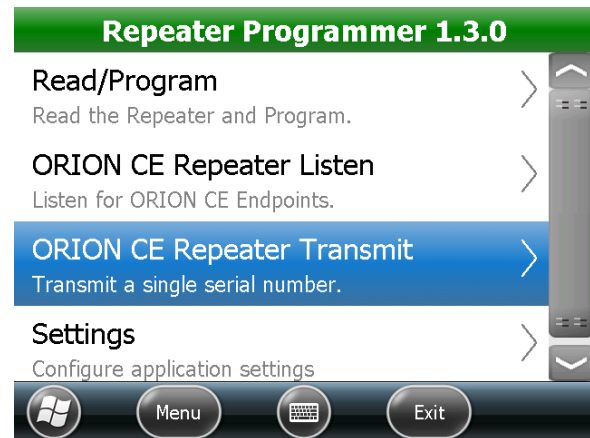 Repeater Programmer 1.3.0
Read/Program
Read the Repeater and Program.
ORION CE Repeater Listen
Listen for ORION CE Endpoints.
ORION CE Repeater Transmit
Transmit a single serial number.
Settings
Configure application settings
Menu Exit